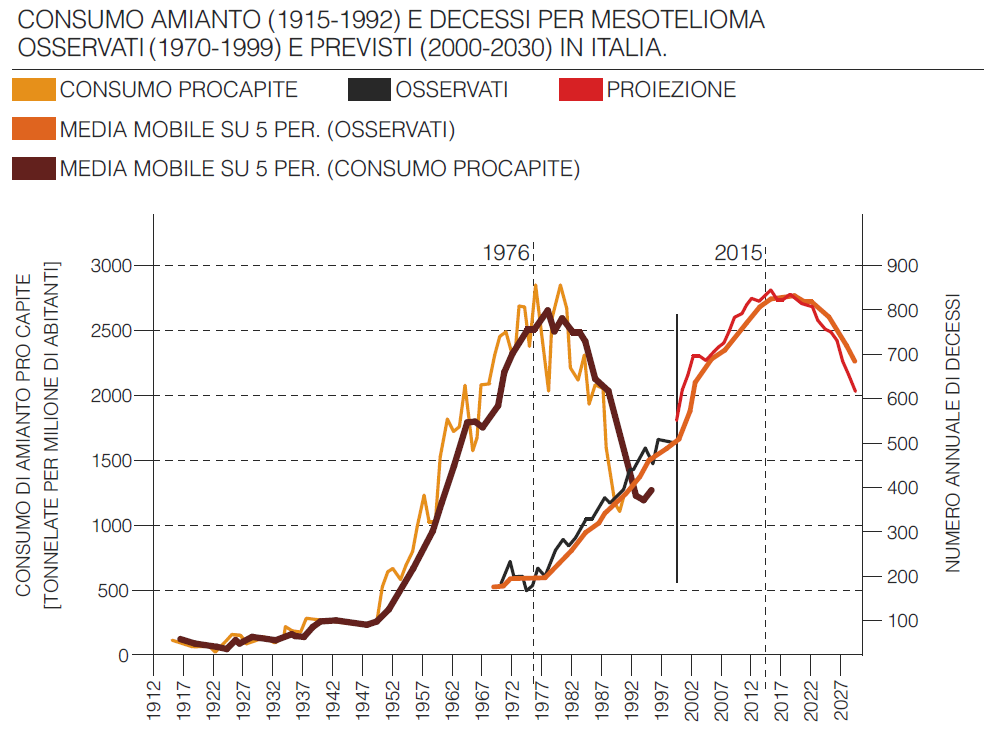 CONSUMO AMIANTO (1915-1992) E DECESSI PER MESOTELIOMA
OSSERVATI (1970-1999) E PREVISTI (2000-2030) IN ITALIA.
CONSUMO PROCAPITE OSSERVATI PROIEZIONE
MEDIA MOBILE SU 5 PER. (OSSERVATI)
MEDIA MOBILE SU 5 PER. (CONSUMO PROCAPITE)
CONSUMO DI AMIANTO PRO CAPITE
[TONNELATE PER MILIONE DI ABITANTI]
3000
2500
2000
1500
1000
500
0
1976
2015
900
800
700
600
500
400
300
200
100
NUMERO ANNUALE DI DECESSI
1912 1917 1922 1927 1932 1937 1942 1947 1952 1957 1962 1967 1972 1977 1982 1987 1992 1997 2002 2012 2017 2022 2027